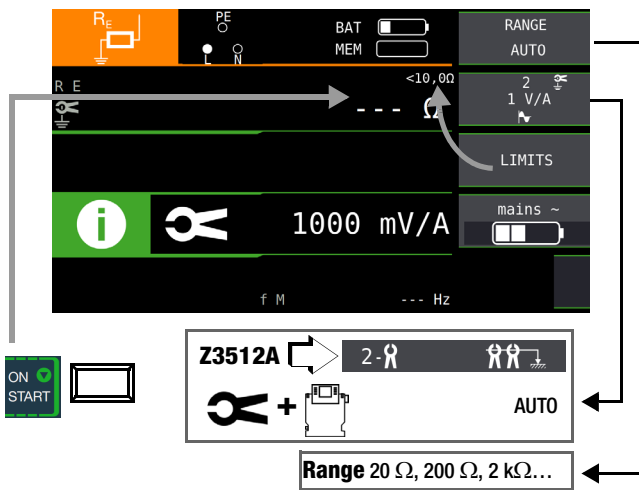 RE
PE
L N
BAT
MEM
RANGE
AUTO
R E
<10,0Ω
--- Ω
2
1 V/A
LIMITS
i
1000 mV/A
mains ~
f M --- Hz
ON
START
Z3512A
2-
+
AUTO
Range 20 Ω, 200 Ω, 2 kΩ...